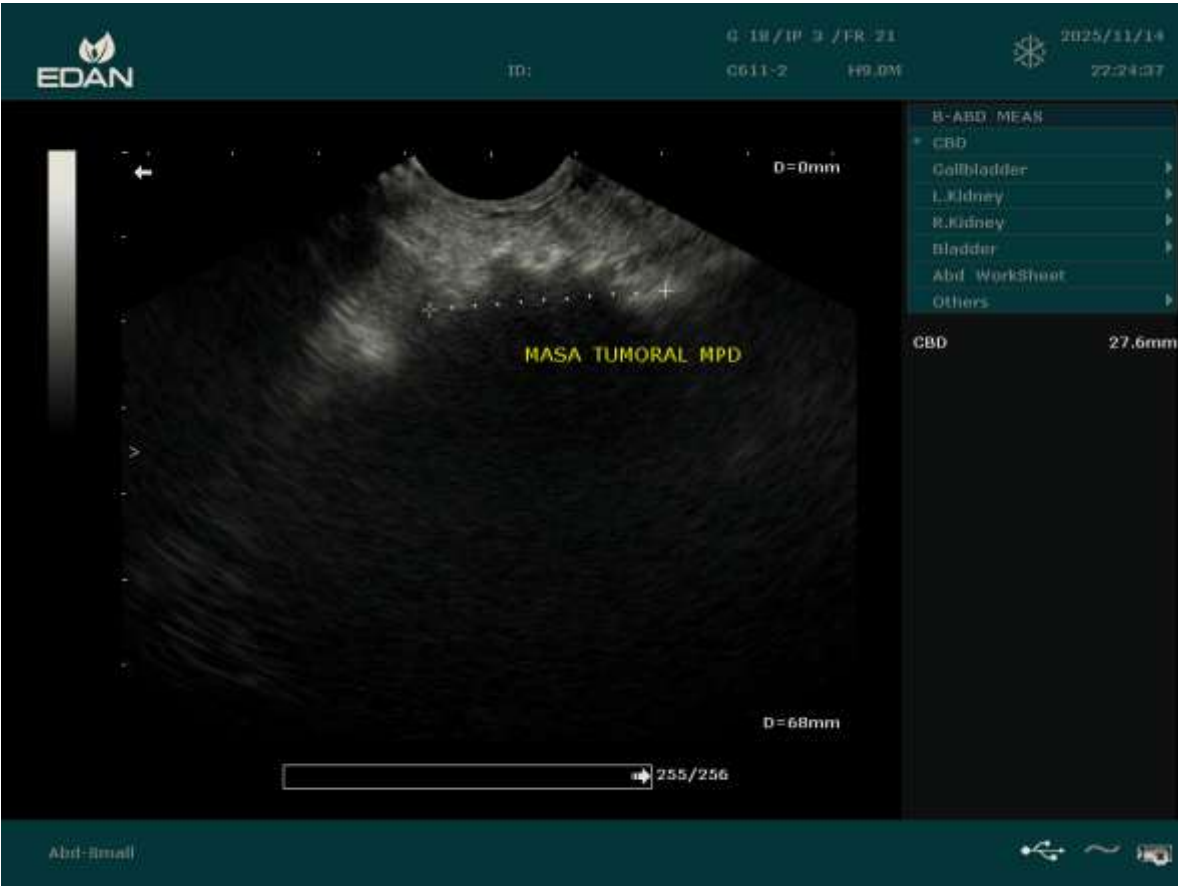 EDAN
ID:
G 18/IP 3 /FR 21
C611-2 H9.0M
2025/11/14
22:24:37
D=0mm
MASA TUMORAL MPD
D=68mm
255/256
B-ABD MEAS
CBD
Gallbladder
L.Kidney
R.Kidney
Bladder
Abd WorkSheet
Others
CBD 27.6mm
Abd-Small